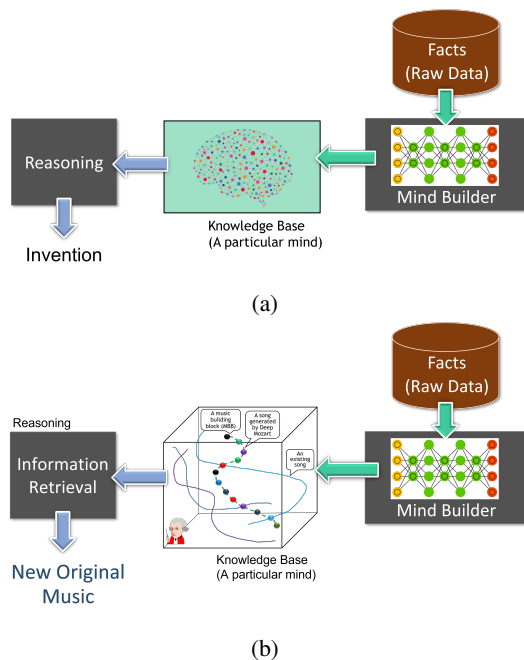 Facts
(Raw Data)
Reasoning
Mind Builder
Knowledge Base
(A particular mind)
Invention
(a)
Facts
(Raw Data)
A music
building
block (MBB)
A song
generated
by Deep
Mozart
An
existing
song
Reasoning
Information
Retrieval
Mind Builder
Knowledge Base
(A particular mind)
New Original
Music
(b)